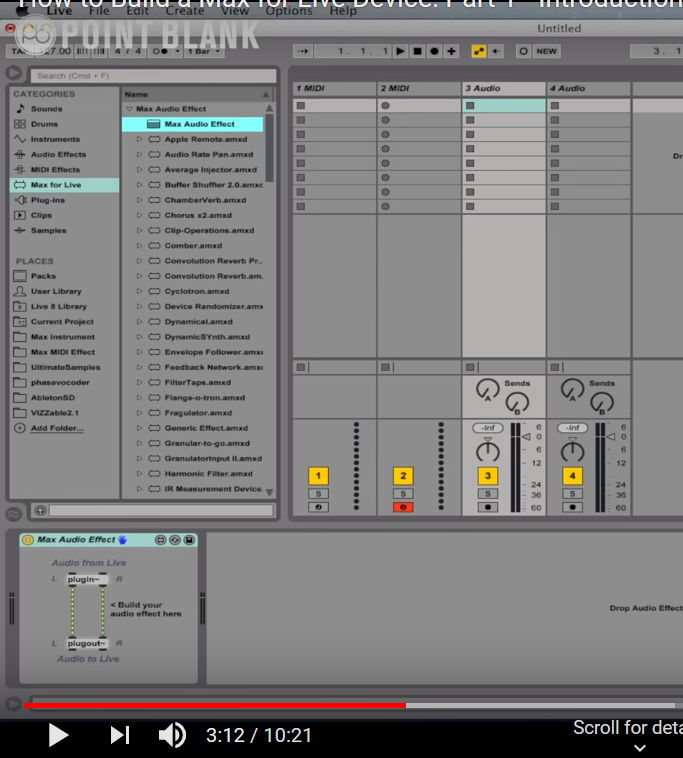 How to Build a Max for Live Device: Part 1 - Introduction
Live File Edit Create View Options Help
POINT BLANK
Untitled
TAP 27.00 4 / 4 1 Bar
1. 1. 1 NEW 3. 1
Search (Cmd + F)
CATEGORIES
Sounds
Drums
Instruments
Audio Effects
MIDI Effects
Max for Live
Plug-ins
Clips
Samples
PLACES
Packs
User Library
Live 8 Library
Current Project
Max Instrument
Max MIDI Effect
UltimateSamples
phasevocoder
AbletonSD
VIZZable2.1
Add Folder...
Name
Max Audio Effect
Max Audio Effect
Apple Remote.amxd
Audio Rate Pan.amxd
Average Injector.amxd
Buffer Shuffler 2.0.amxd
ChamberVerb.amxd
Chorus x2.amxd
Clip-Operations.amxd
Comber.amxd
Convolution Reverb Pr..
Convolution Reverb.am.
Cyclotron.amxd
Device Randomizer.amx
Dynamical.amxd
DynamicSYnth.amxd
Envelope Follower.amx
Feedback Network.amx
FilterTaps.amxd
Flange-o-tron.amxd
Fragulator.amxd
Generic Effect.amxd
Granular-to-go.amxd
GranulatorInput II.amxd
Harmonic Filter.amxd
IR Measurement Device.
1 MIDI 2 MIDI 3 Audio 4 Audio
Dr
Sends Sends
A B A B
-Inf -Inf
6 6
0 0
6 6
12 12
24 24
36 36
60 60
1 2 3 4
S S S S
Max Audio Effect
Audio from Live
L plugin~ R
< Build your
audio effect here
L plugout~ R
Audio to Live
Drop Audio Effect
3:12 / 10:21
Scroll for deta